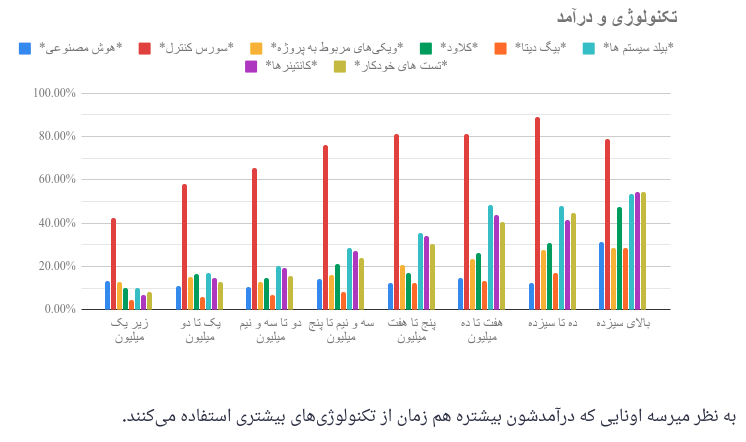 تکنولوژی و درآمد
*هوش مصنوعی* *سورس کنترل* *ویکی‌های مربوط به پروژه* *کلاود* *بیگ دیتا* *بیلد سیستم ها*
*کانتینرها* *تست های خودکار*
100.00%
80.00%
60.00%
40.00%
20.00%
0.00%
زیر یک میلیون
یک تا دو میلیون
دو تا سه و نیم میلیون
سه و نیم تا پنج میلیون
پنج تا هفت میلیون
هفت تا ده میلیون
ده تا سیزده
بالای سیزده
به نظر میرسه اونایی که درآمدشون بیشتره هم زمان از تکنولوژی‌های بیشتری استفاده می‌کنند.